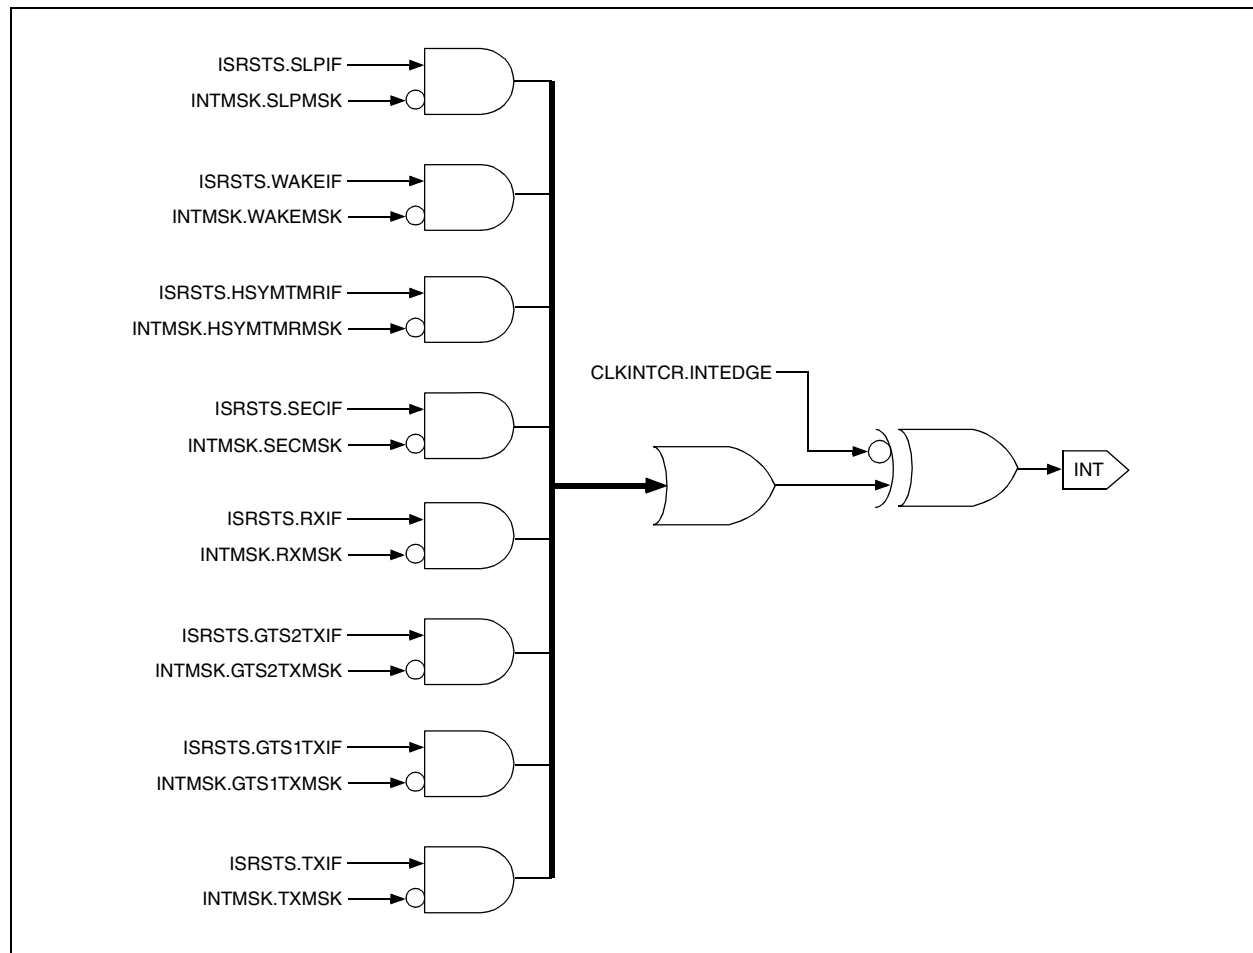 ISRSTS.SLPIF
INTMSK.SLPMSK
ISRSTS.WAKEIF
INTMSK.WAKEMSK
ISRSTS.HSYMTMRIF
INTMSK.HSYMTMRMSK
CLKINTCR.INTEDGE
ISRSTS.SECIF
INTMSK.SECMSK
INT
ISRSTS.RXIF
INTMSK.RXMSK
ISRSTS.GTS2TXIF
INTMSK.GTS2TXMSK
ISRSTS.GTS1TXIF
INTMSK.GTS1TXMSK
ISRSTS.TXIF
INTMSK.TXMSK